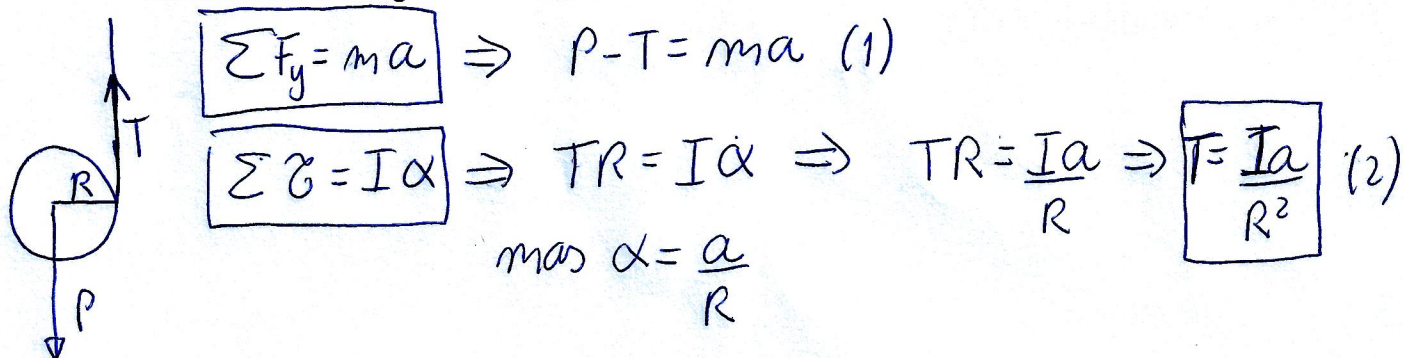 ΣFy = ma ⇒ P-T = ma (1)
T
R
Στ = Iα ⇒ TR = Iα ⇒ TR = Ia/R ⇒ T = Ia/R² (2)
mas α = a/R
P